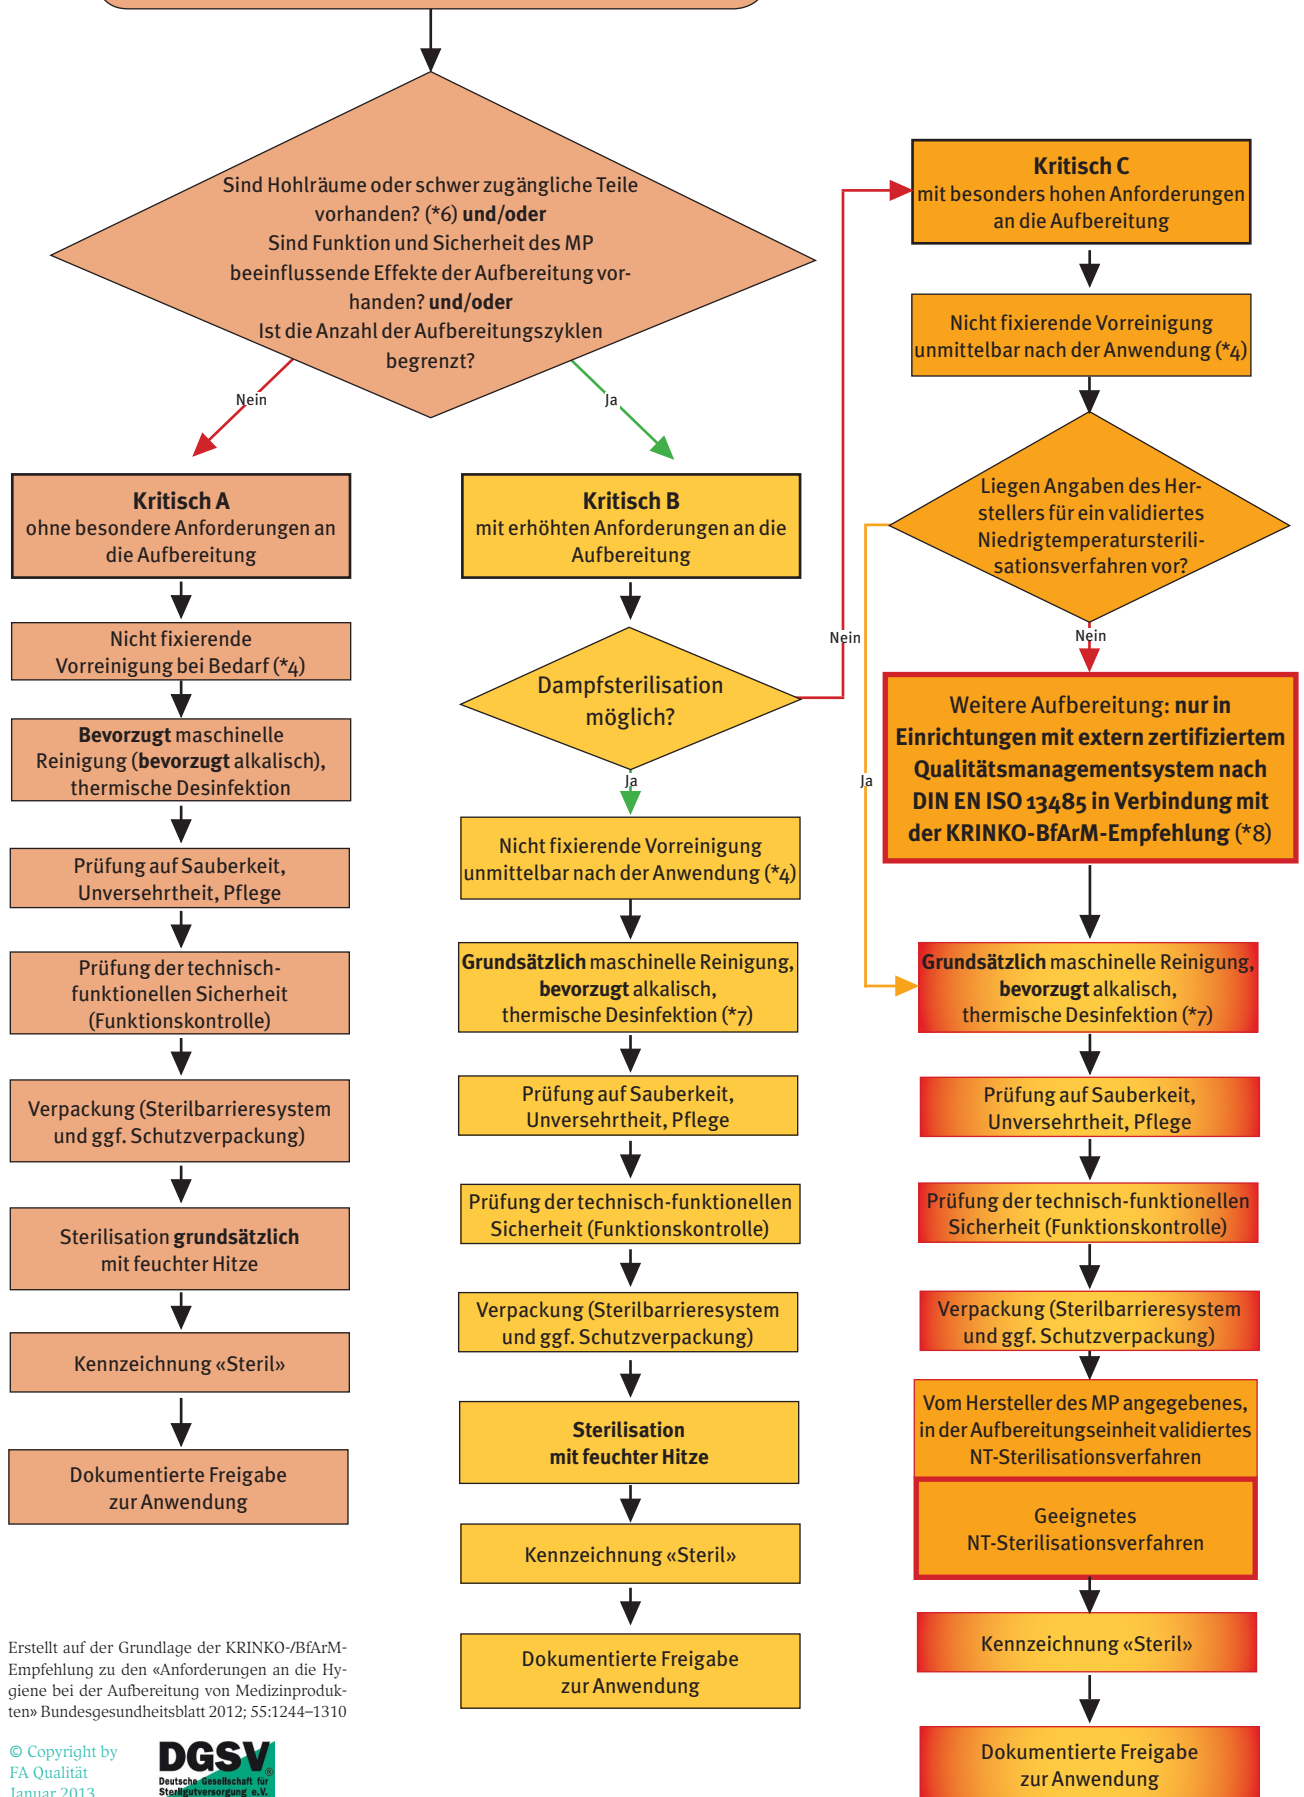 Sind Hohlräume oder schwer zugängliche Teile
vorhanden? (*6) und/oder
Sind Funktion und Sicherheit des MP
beeinflussende Effekte der Aufbereitung vor-
handen? und/oder
Ist die Anzahl der Aufbereitungszyklen
begrenzt?
Nein
Ja
Kritisch A
ohne besondere Anforderungen an
die Aufbereitung
Nicht fixierende
Vorreinigung bei Bedarf (*4)
Bevorzugt maschinelle
Reinigung (bevorzugt alkalisch),
thermische Desinfektion
Prüfung auf Sauberkeit,
Unversehrtheit, Pflege
Prüfung der technisch-
funktionellen Sicherheit
(Funktionskontrolle)
Verpackung (Sterilbarrieresystem
und ggf. Schutzverpackung)
Sterilisation grundsätzlich
mit feuchter Hitze
Kennzeichnung «Steril»
Dokumentierte Freigabe
zur Anwendung
Kritisch B
mit erhöhten Anforderungen an die
Aufbereitung
Dampfsterilisation
möglich?
Nein
Ja
Nicht fixierende Vorreinigung
unmittelbar nach der Anwendung (*4)
Grundsätzlich maschinelle Reinigung,
bevorzugt alkalisch,
thermische Desinfektion (*7)
Prüfung auf Sauberkeit,
Unversehrtheit, Pflege
Prüfung der technisch-funktionellen
Sicherheit (Funktionskontrolle)
Verpackung (Sterilbarrieresystem
und ggf. Schutzverpackung)
Sterilisation
mit feuchter Hitze
Kennzeichnung «Steril»
Dokumentierte Freigabe
zur Anwendung
Kritisch C
mit besonders hohen Anforderungen
an die Aufbereitung
Nicht fixierende Vorreinigung
unmittelbar nach der Anwendung (*4)
Liegen Angaben des Her-
stellers für ein validiertes
Niedrigtemperatursterili-
sationsverfahren vor?
Nein
Ja
Weitere Aufbereitung: nur in
Einrichtungen mit extern zertifiziertem
Qualitätsmanagementsystem nach
DIN EN ISO 13485 in Verbindung mit
der KRINKO-BfArM-Empfehlung (*8)
Grundsätzlich maschinelle Reinigung,
bevorzugt alkalisch,
thermische Desinfektion (*7)
Prüfung auf Sauberkeit,
Unversehrtheit, Pflege
Prüfung der technisch-funktionellen
Sicherheit (Funktionskontrolle)
Verpackung (Sterilbarrieresystem
und ggf. Schutzverpackung)
Vom Hersteller des MP angegebenes,
in der Aufbereitungseinheit validiertes
NT-Sterilisationsverfahren
Geeignetes
NT-Sterilisationsverfahren
Kennzeichnung «Steril»
Dokumentierte Freigabe
zur Anwendung
Erstellt auf der Grundlage der KRINKO-/BfArM-
Empfehlung zu den «Anforderungen an die Hy-
giene bei der Aufbereitung von Medizinproduk-
ten» Bundesgesundheitsblatt 2012; 55:1244–1310
© Copyright by
FA Qualität
Januar 2013
DGSV®
Deutsche Gesellschaft für
Sterilgutversorgung e.V.